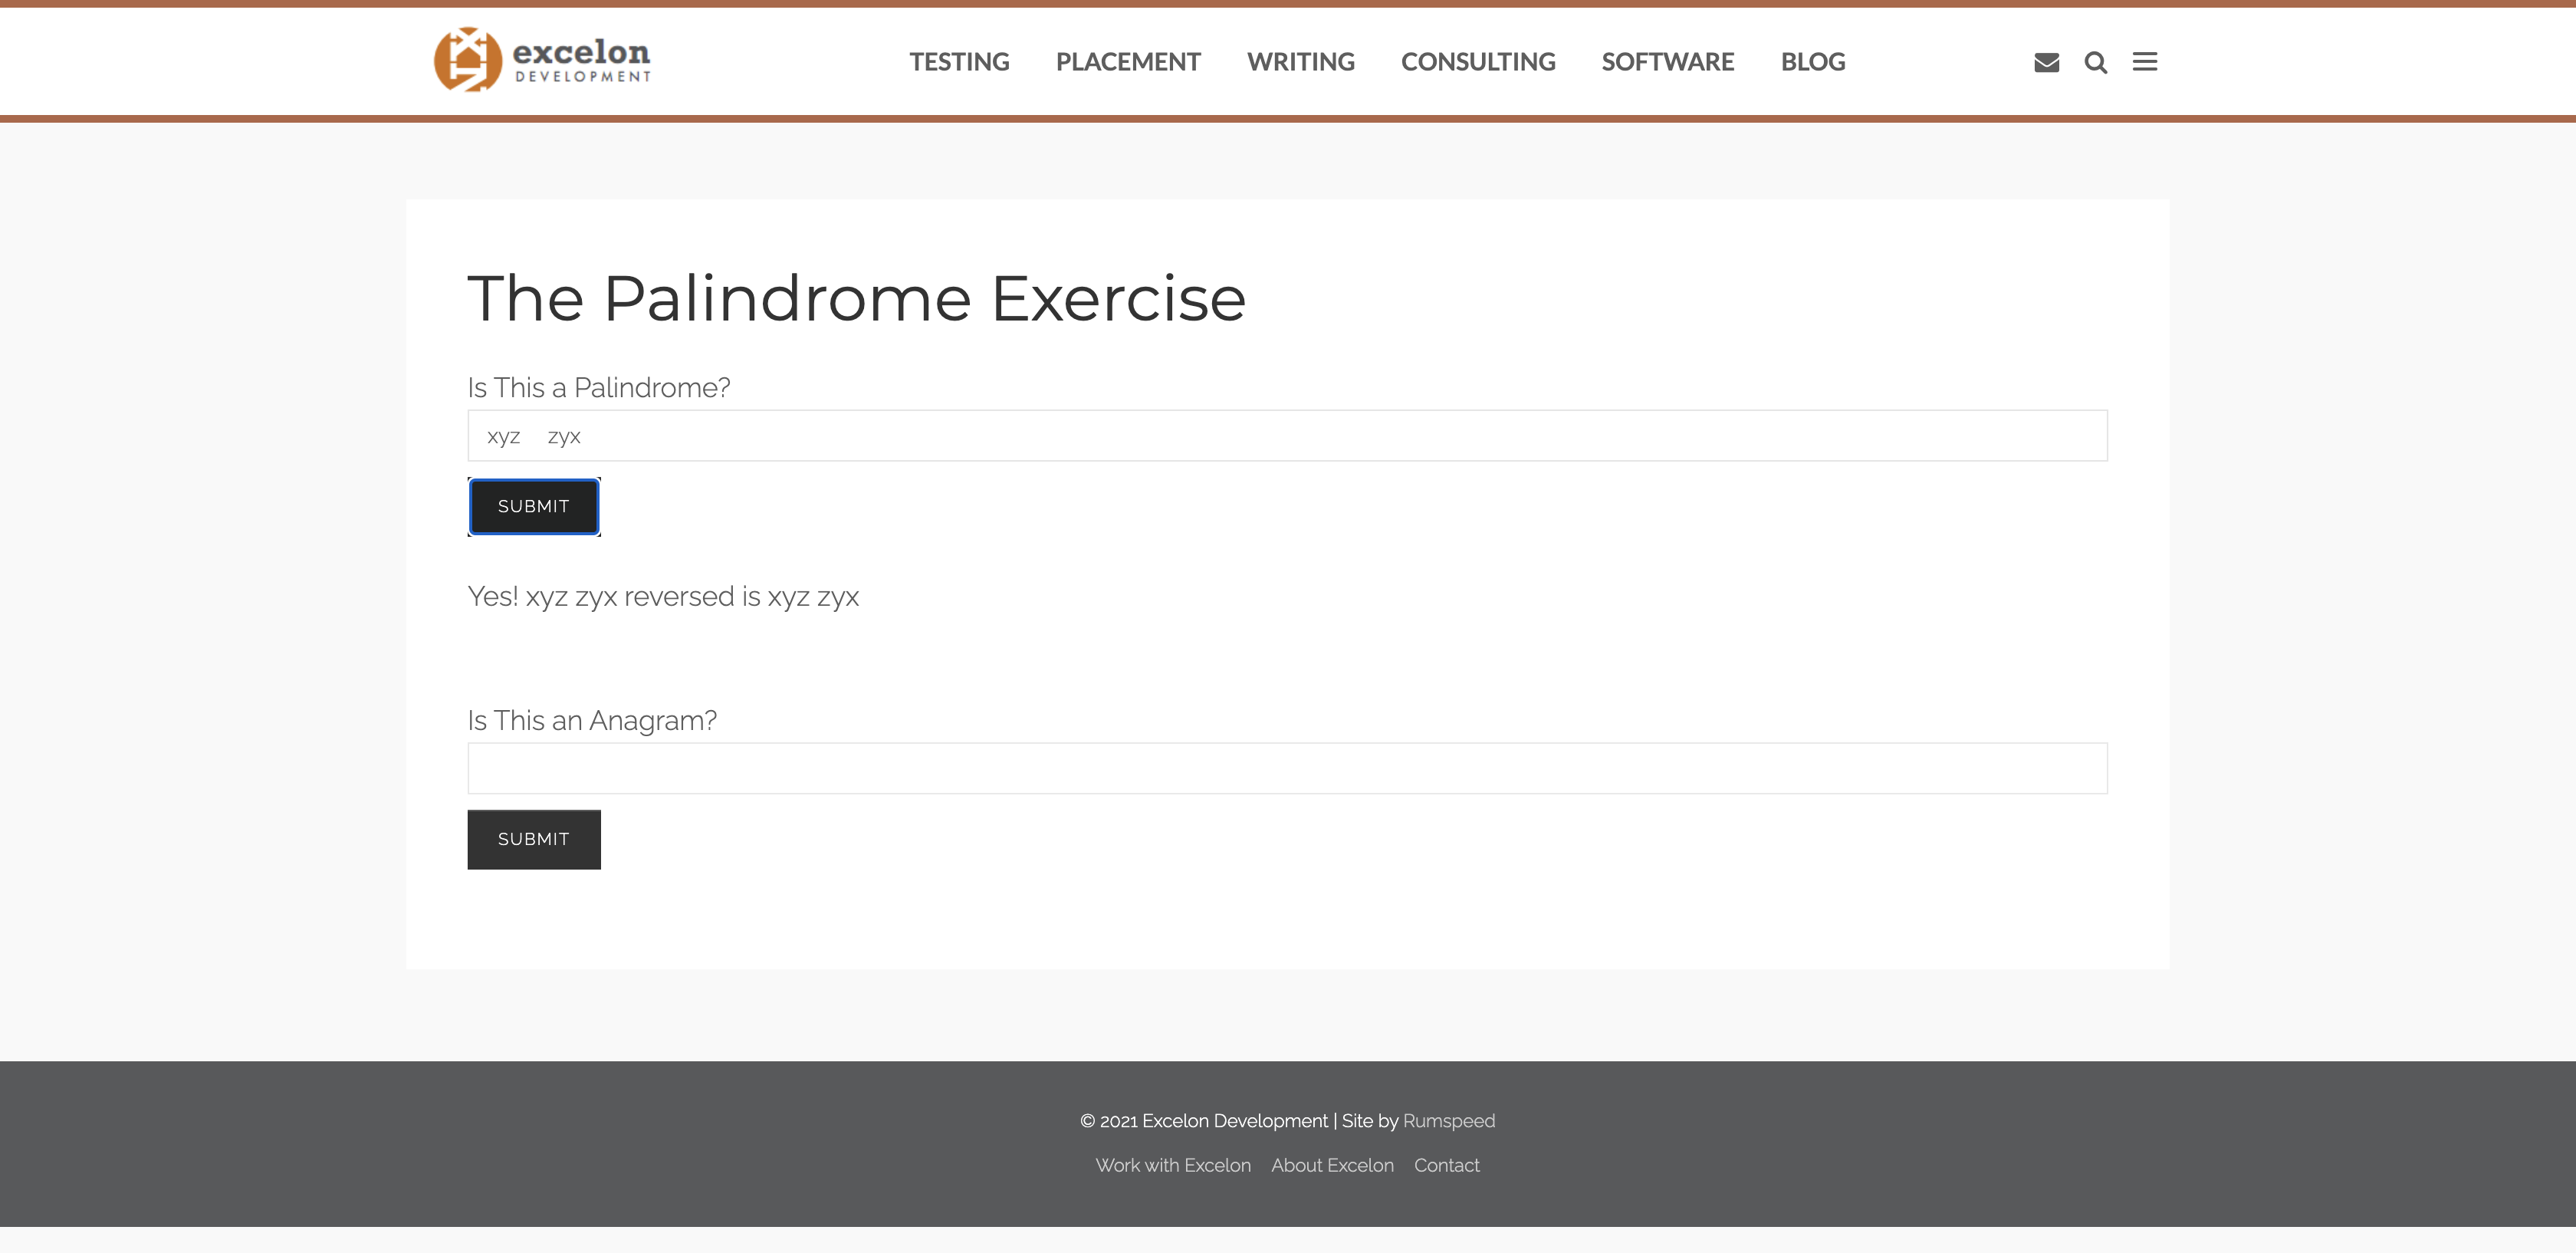 excelon
DEVELOPMENT
TESTING PLACEMENT WRITING CONSULTING SOFTWARE BLOG
The Palindrome Exercise
Is This a Palindrome?
xyz    zyx
SUBMIT
Yes! xyz zyx reversed is xyz zyx
Is This an Anagram?
SUBMIT
© 2021 Excelon Development | Site by Rumspeed
Work with Excelon About Excelon Contact